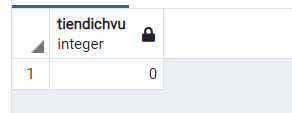 tiendichvu
integer
1 0